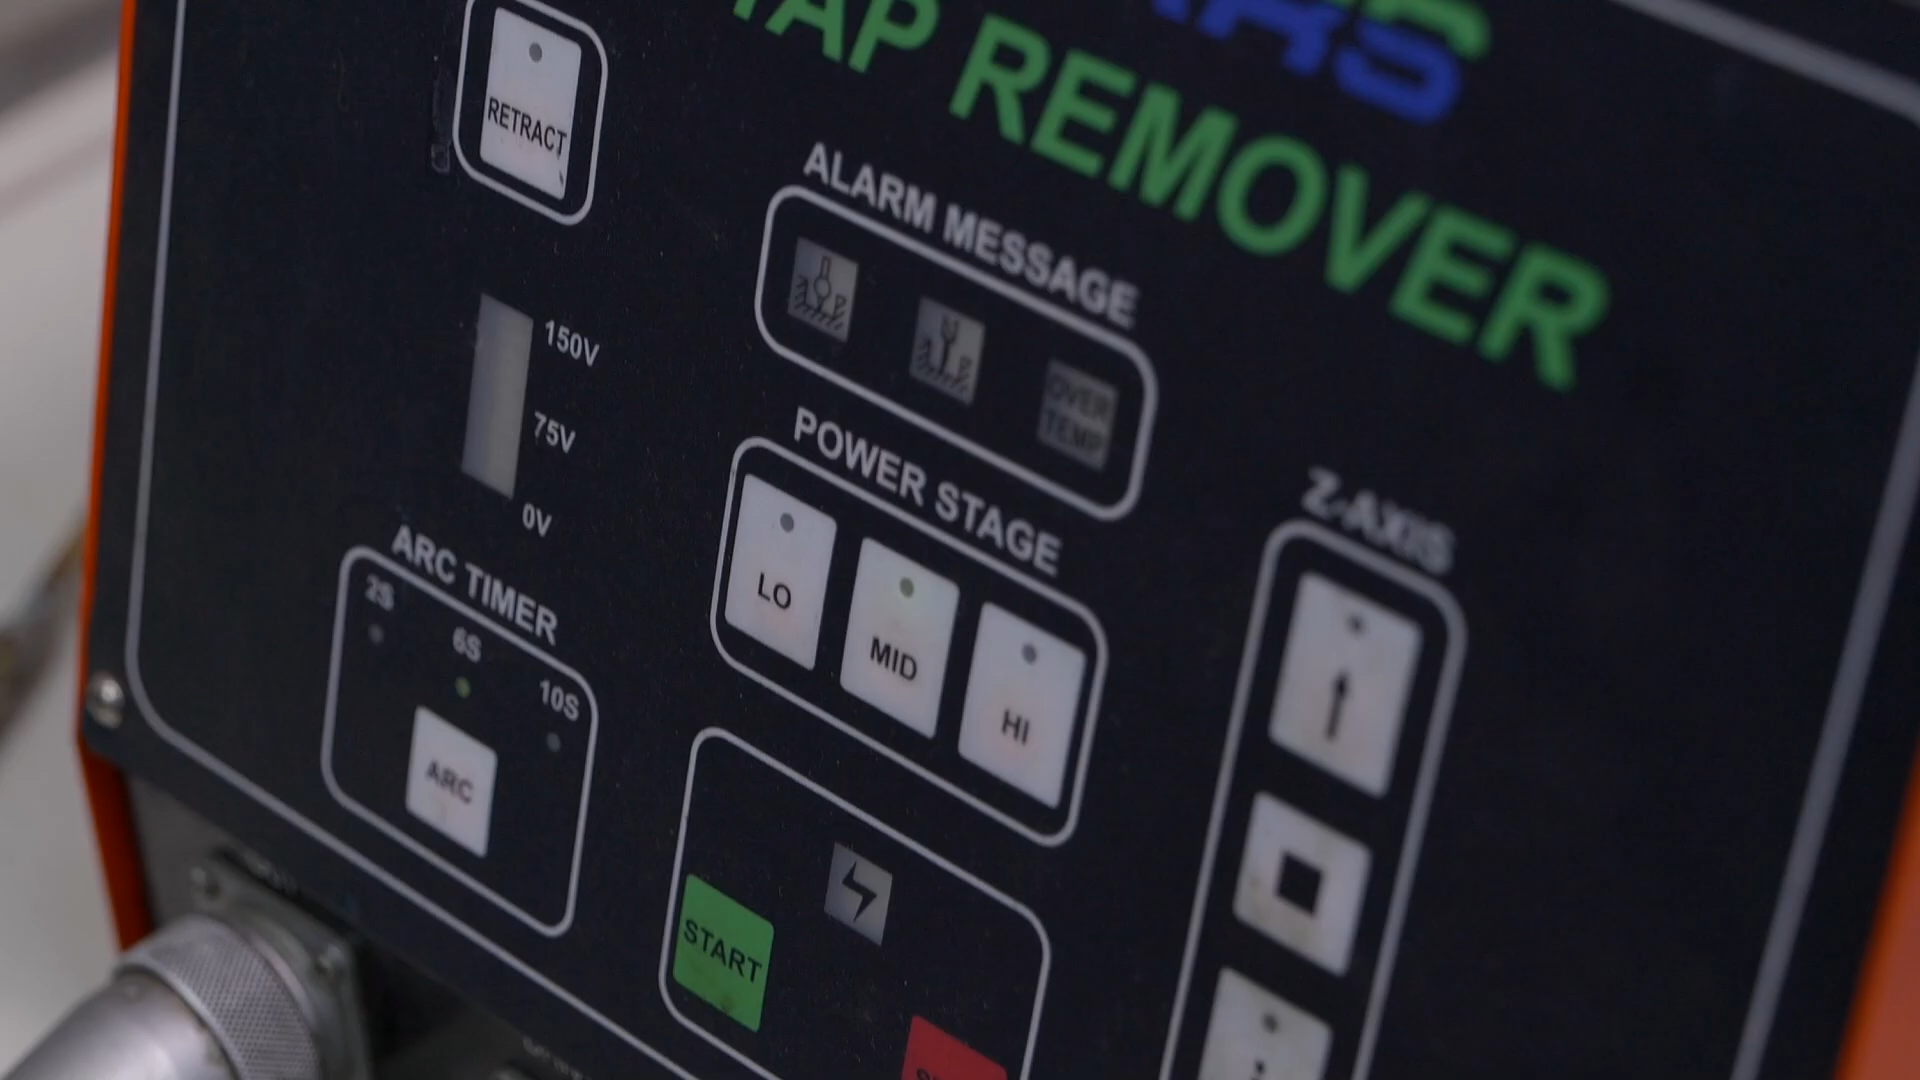 TAP REMOVER
RETRACT
ALARM MESSAGE
OVER
TEMP
150V
75V
0V
POWER STAGE
LO
MID
HI
Z-AXIS
ARC TIMER
2S
6S
10S
ARC
START